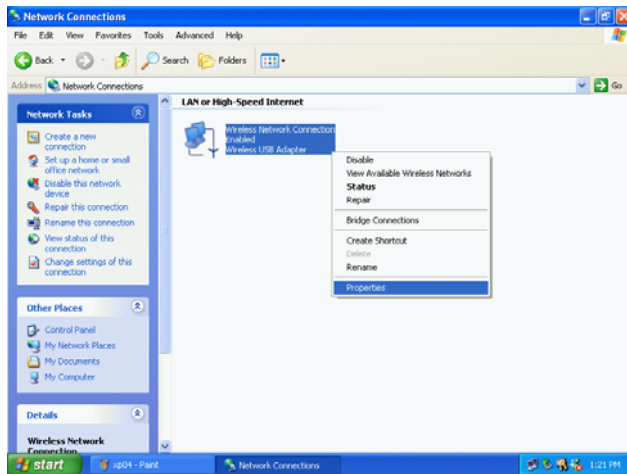 Network Connections
File Edit View Favorites Tools Advanced Help
Back Search Folders
Address Network Connections Go
Network Tasks
Create a new
connection
Set up a home or small
office network
Disable this network
device
Repair this connection
Rename this connection
View status of this
connection
Change settings of this
connection
Other Places
Control Panel
My Network Places
My Documents
My Computer
Details
Wireless Network
Connection
LAN or High-Speed Internet
Wireless Network Connection
Enabled
Wireless USB Adapter
Disable
View Available Wireless Networks
Status
Repair
Bridge Connections
Create Shortcut
Delete
Rename
Properties
start xp04 - Paint Network Connections 1:21 PM